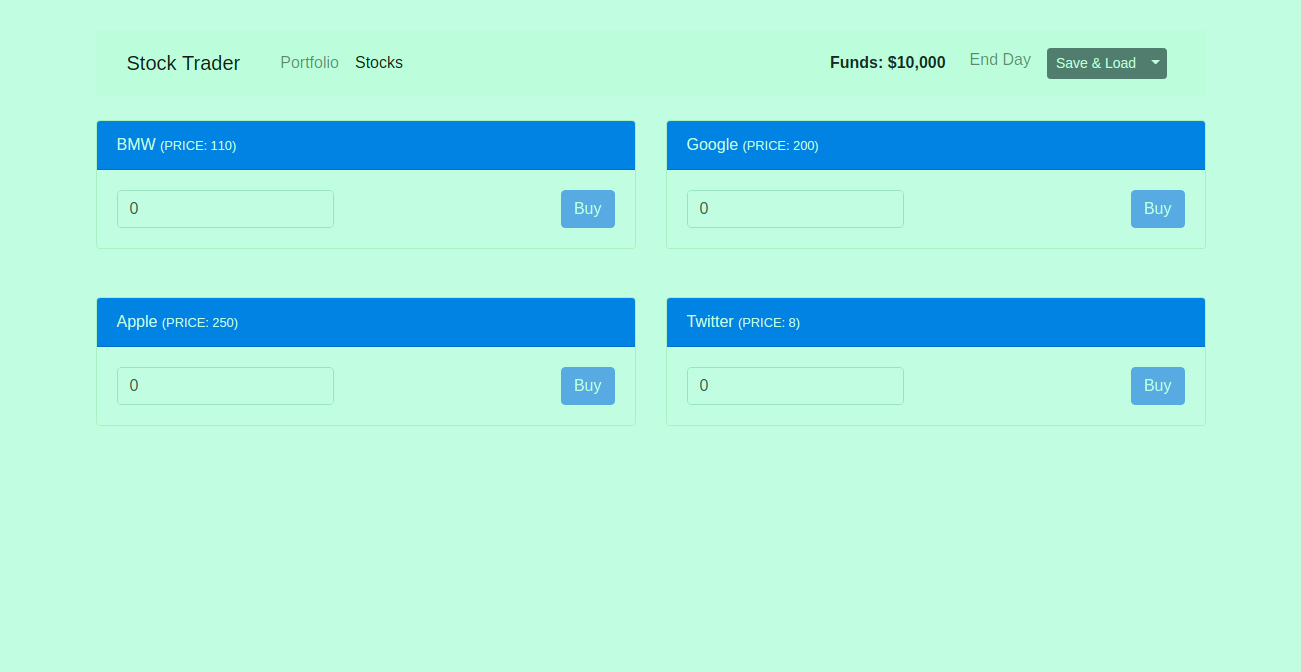 Stock Trader Portfolio Stocks Funds: $10,000 End Day Save & Load
BMW (PRICE: 110)
0 Buy
Google (PRICE: 200)
0 Buy
Apple (PRICE: 250)
0 Buy
Twitter (PRICE: 8)
0 Buy